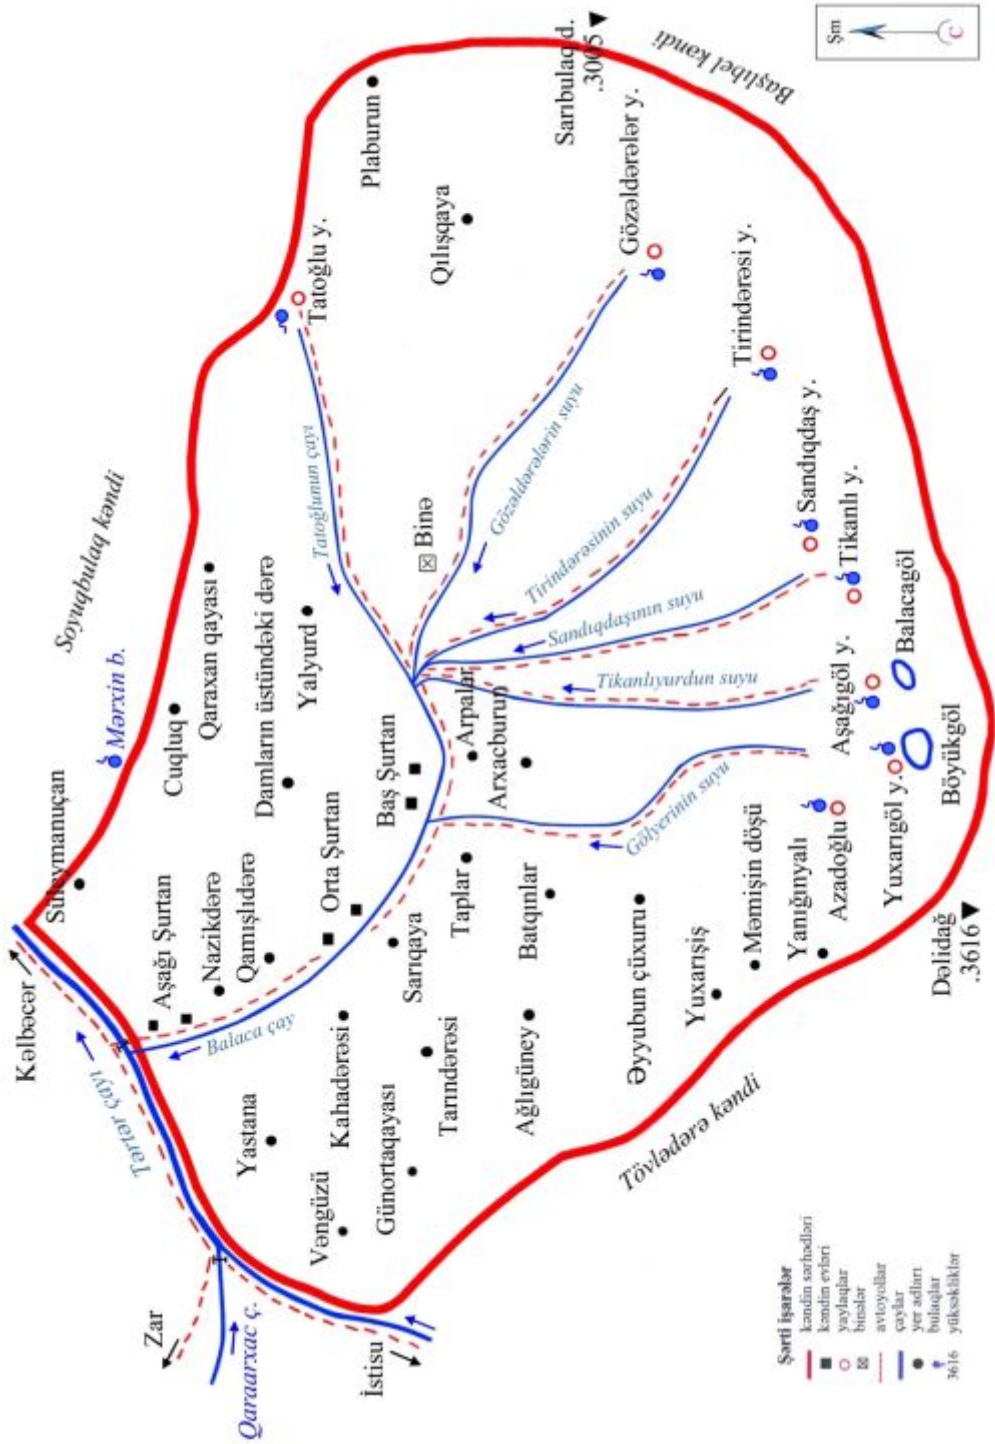 Soyuqbulaq kəndi
Başlıbel kəndi
Tövlədərə kəndi
Kəlbəcər
Zar
İstisu
Tərtər çayı
Qaraarxac ç.
Süleymanuçan
Mərxin b.
Cuqluq
Qaraxan qayası
Damların üstündəki dərə
Yalyurd
Tatoğlu y.
Plaburun
Qılışqaya
Sarıbulaq d.
.3005
Gözəldərələr y.
Tirindərəsi y.
Sandıqdaş y.
Tikanlı y.
Balacagöl
Aşağıgöl y.
Böyükgöl
Yuxarıgöl y.
Azadoğlu
Yanığınyalı
Məmişin döşü
Yuxarışiş
Əyyubun çüxuru
Dəlidağ
.3616
Tatoğlunun çayı
Binə
Gözəldərələrin suyu
Tirindərəsinin suyu
Sandıqdaşının suyu
Tikanlıyurdun suyu
Gölyerinin suyu
Balaca çay
Aşağı Şurtan
Nazikdərə
Qamışlıdərə
Orta Şurtan
Baş Şurtan
Arpalar
Arxacburun
Taplar
Batqınlar
Sarıqaya
Kahadərəsi
Tarındərəsi
Ağlıgüney
Yastana
Vəngüzü
Günortaqayası
Şərti işarələr
kəndin sərhədləri
kəndin evləri
yaylaqlar
binələr
avtoyollar
çaylar
yer adları
bulaqlar
3616 yüksəkliklər
Şm
C